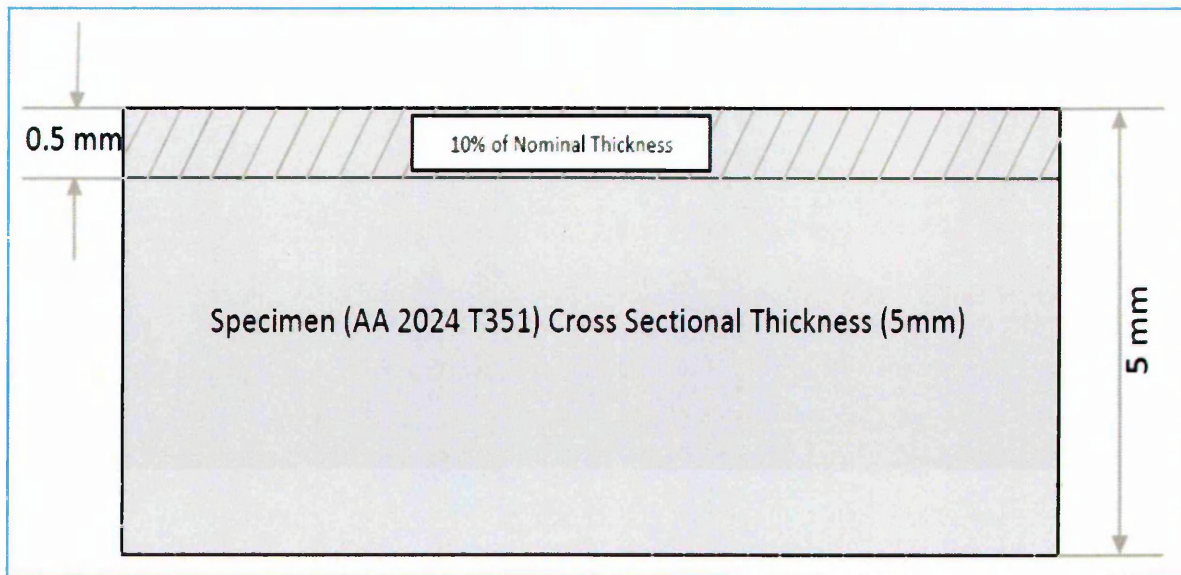 0.5 mm
10% of Nominal Thickness
Specimen (AA 2024 T351) Cross Sectional Thickness (5mm)
5 mm